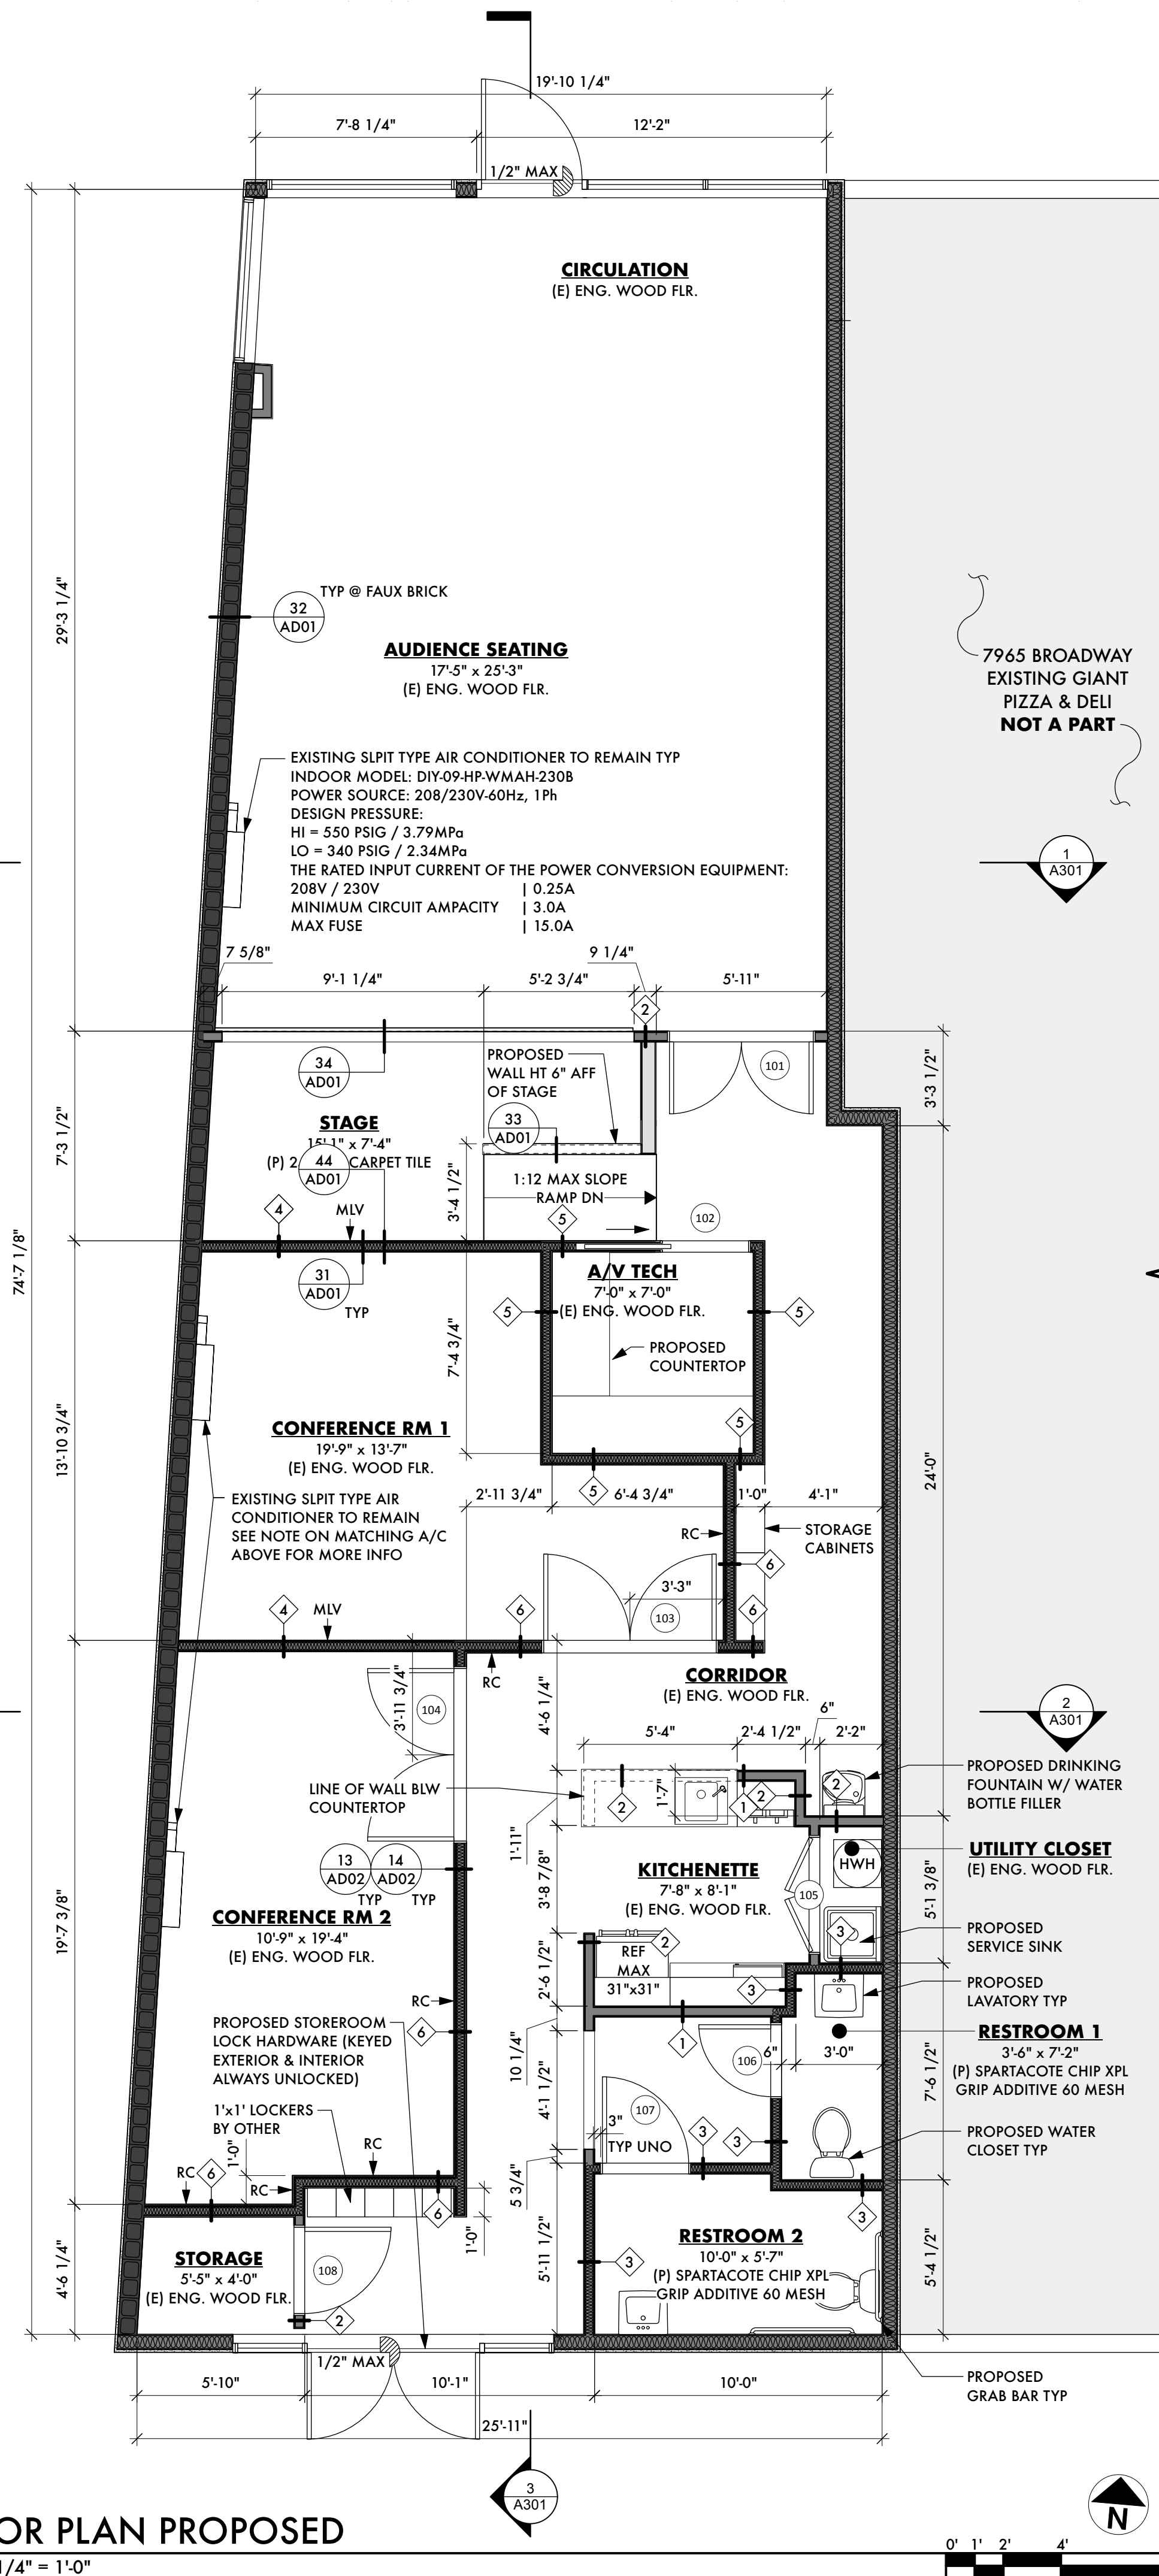 19'-10 1/4"
7'-8 1/4"
12'-2"
1/2" MAX
CIRCULATION
(E) ENG. WOOD FLR.
29'-3 1/4"
TYP @ FAUX BRICK
32
AD01
AUDIENCE SEATING
17'-5" x 25'-3"
(E) ENG. WOOD FLR.
7965 BROADWAY
EXISTING GIANT
PIZZA & DELI
NOT A PART
EXISTING SLPIT TYPE AIR CONDITIONER TO REMAIN TYP
INDOOR MODEL: DIY-09-HP-WMAH-230B
POWER SOURCE: 208/230V-60Hz, 1Ph
DESIGN PRESSURE:
HI = 550 PSIG / 3.79MPa
LO = 340 PSIG / 2.34MPa
THE RATED INPUT CURRENT OF THE POWER CONVERSION EQUIPMENT:
208V / 230V | 0.25A
MINIMUM CIRCUIT AMPACITY | 3.0A
MAX FUSE | 15.0A
1
A301
7 5/8"
9 1/4"
9'-1 1/4"
5'-2 3/4"
5'-11"
2
34
AD01
PROPOSED
WALL HT 6" AFF
OF STAGE
101
3'-3 1/2"
33
AD01
STAGE
15'-1" x 7'-4"
(P) 2
CARPET TILE
44
AD01
7'-3 1/2"
3'-4 1/2"
1:12 MAX SLOPE
RAMP DN
4
MLV
5
102
74'-7 1/8"
31
AD01
TYP
A/V TECH
7'-0" x 7'-0"
(E) ENG. WOOD FLR.
5
5
PROPOSED
COUNTERTOP
7'-4 3/4"
13'-10 3/4"
CONFERENCE RM 1
19'-9" x 13'-7"
(E) ENG. WOOD FLR.
5
24'-0"
EXISTING SLPIT TYPE AIR
CONDITIONER TO REMAIN
SEE NOTE ON MATCHING A/C
ABOVE FOR MORE INFO
2'-11 3/4"
5
6'-4 3/4"
1'-0"
4'-1"
RC
STORAGE
CABINETS
6
3'-3"
4
MLV
6
103
6
RC
CORRIDOR
(E) ENG. WOOD FLR.
3'-11 3/4"
104
4'-6 1/4"
5'-4"
2'-4 1/2"
6"
2'-2"
2
A301
PROPOSED DRINKING
FOUNTAIN W/ WATER
BOTTLE FILLER
LINE OF WALL BLW
COUNTERTOP
2
1'-7"
1
2
2
1'-11"
UTILITY CLOSET
(E) ENG. WOOD FLR.
HWH
13
AD02
TYP
14
AD02
TYP
KITCHENETTE
7'-8" x 8'-1"
(E) ENG. WOOD FLR.
105
3'-8 7/8"
5'-1 3/8"
CONFERENCE RM 2
10'-9" x 19'-4"
(E) ENG. WOOD FLR.
19'-7 3/8"
3
PROPOSED
SERVICE SINK
2
REF
MAX
31"x31"
3
2'-6 1/2"
RC
PROPOSED
LAVATORY TYP
PROPOSED STOREROOM
LOCK HARDWARE (KEYED
EXTERIOR & INTERIOR
ALWAYS UNLOCKED)
6
1
106
6"
3'-0"
RESTROOM 1
3'-6" x 7'-2"
(P) SPARTACOTE CHIP XPL
GRIP ADDITIVE 60 MESH
10 1/4"
7'-6 1/2"
4'-1 1/2"
1'x1' LOCKERS
BY OTHER
107
3"
TYP UNO
3
3
PROPOSED WATER
CLOSET TYP
1'-0"
RC
RC
6
RC
6
5 3/4"
3
1'-0"
STORAGE
5'-5" x 4'-0"
(E) ENG. WOOD FLR.
4'-6 1/4"
108
2
5'-11 1/2"
3
RESTROOM 2
10'-0" x 5'-7"
(P) SPARTACOTE CHIP XPL
GRIP ADDITIVE 60 MESH
5'-4 1/2"
1/2" MAX
5'-10"
10'-1"
10'-0"
PROPOSED
GRAB BAR TYP
25'-11"
3
A301
N
OR PLAN PROPOSED
1/4" = 1'-0"
0' 1' 2' 4'